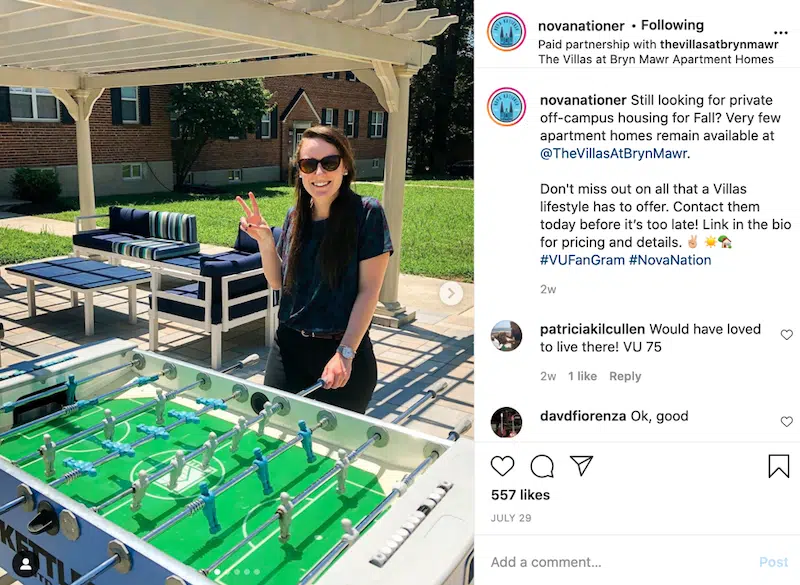 novanationer • Following
Paid partnership with thevillasatbrynmawr
The Villas at Bryn Mawr Apartment Homes
novanationer Still looking for private
off-campus housing for Fall? Very few
apartment homes remain available at
@TheVillasAtBrynMawr.
Don't miss out on all that a Villas
lifestyle has to offer. Contact them
today before it's too late! Link in the bio
for pricing and details. ✌🏻 ☀️🏡
#VUFanGram #NovaNation
2w
patriciakilcullen Would have loved
to live there! VU 75
2w 1 like Reply
davdfiorenza Ok, good
557 likes
JULY 29
Add a comment... Post
KETTL